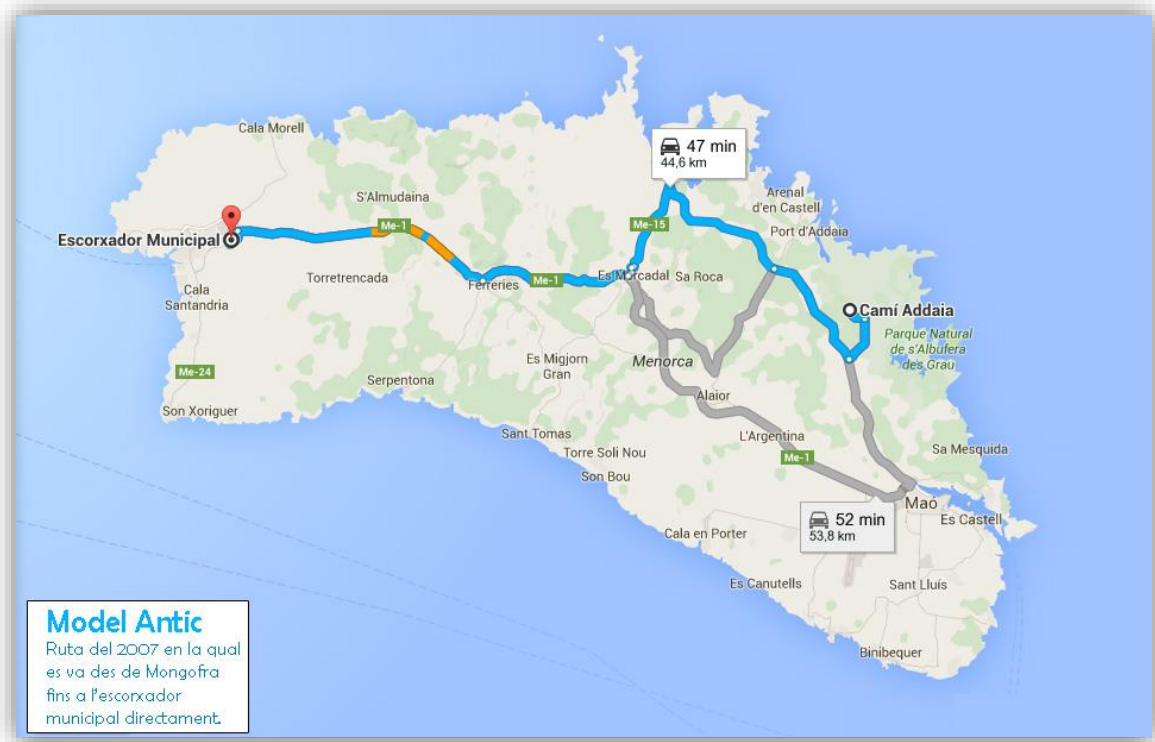 Cala Morell
47 min
44,6 km
S'Almudaina
Arenal
d'en Castell
Me-1
Me-15
Port d'Addaia
Escorxador Municipal
Torretrencada
Ferreries
Me-1
Es Mercadal
Sa Roca
Cala
Santandria
Camí Addaia
Parque Natural
de s'Albufera
des Grau
Es Migjorn
Gran
Menorca
Me-24
Serpentona
Alaior
Son Xoriguer
Sant Tomas
L'Argentina
Torre Soli Nou
Sa Mesquida
Me-1
Son Bou
Maó
52 min
53,8 km
Es Castell
Cala en Porter
Es Canutells
Sant Lluís
Binibequer
Model Antic
Ruta del 2007 en la qual
es va des de Mongofra
fins a l'escorxador
municipal directament.